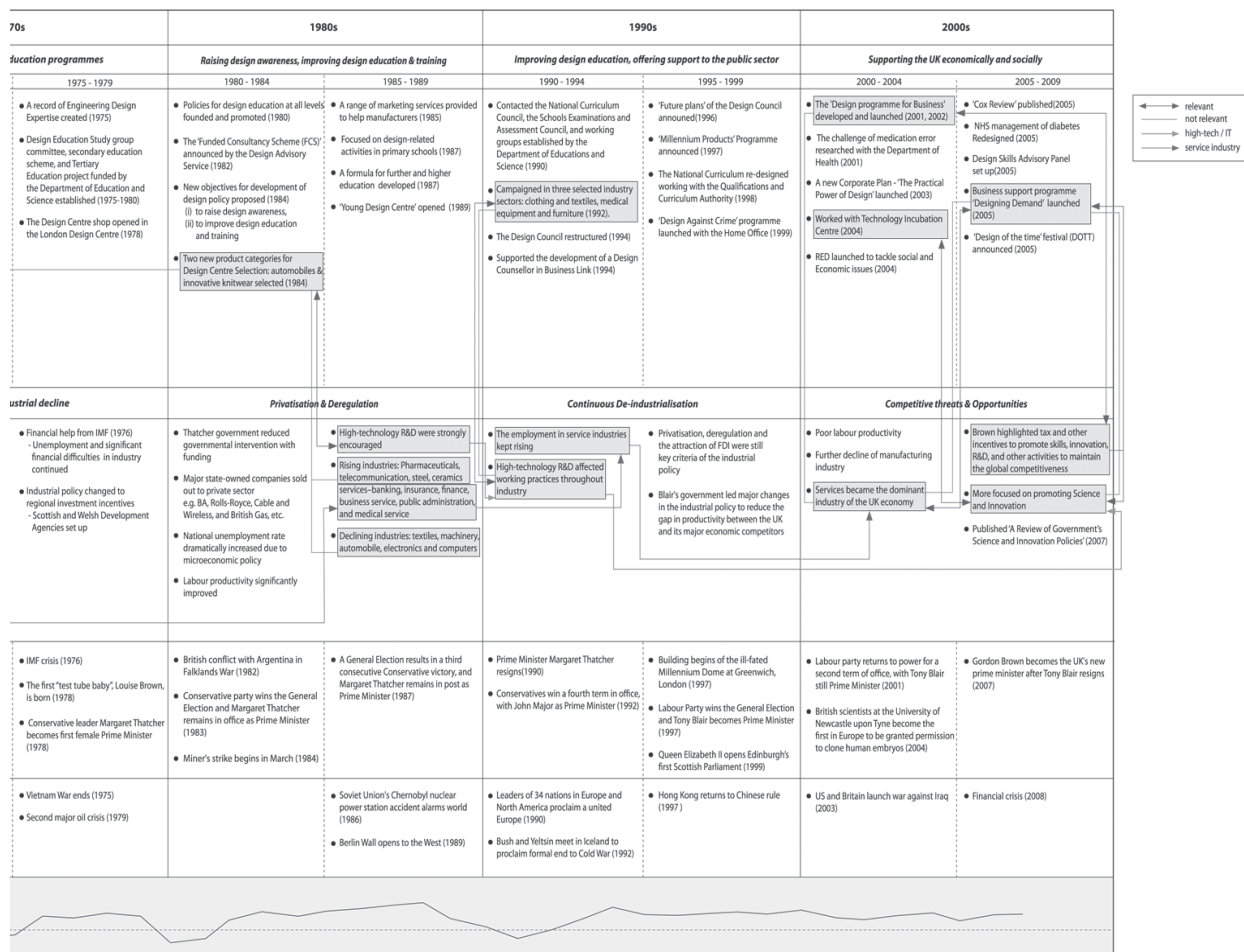 70s
1980s
1990s
2000s
ducation programmes
Raising design awareness, improving design education & training
Improving design education, offering support to the public sector
Supporting the UK economically and socially
1975 - 1979
1980 - 1984
1985 - 1989
1990 - 1994
1995 - 1999
2000 - 2004
2005 - 2009
A record of Engineering Design
Expertise created (1975)
Design Education Study group
committee, secondary education
scheme, and Tertiary
Education project funded by
the Department of Education and
Science established (1975-1980)
The Design Centre shop opened in
the London Design Centre (1978)
Policies for design education at all levels
founded and promoted (1980)
The 'Funded Consultancy Scheme (FCS)'
announced by the Design Advisory
Service (1982)
New objectives for development of
design policy proposed (1984)
(i) to raise design awareness,
(ii) to improve design education
and training
Two new product categories for
Design Centre Selection: automobiles &
innovative knitwear selected (1984)
A range of marketing services provided
to help manufacturers (1985)
Focused on design-related
activities in primary schools (1987)
A formula for further and higher
education developed (1987)
'Young Design Centre' opened (1989)
Contacted the National Curriculum
Council, the Schools Examinations and
Assessment Council, and working
groups established by the
Department of Educations and
Science (1990)
Campaigned in three selected industry
sectors: clothing and textiles, medical
equipment and furniture (1992).
The Design Council restructured (1994)
Supported the development of a Design
Counsellor in Business Link (1994)
'Future plans' of the Design Council
announced(1996)
'Millennium Products' Programme
announced (1997)
The National Curriculum re-designed
working with the Qualifications and
Curriculum Authority (1998)
'Design Against Crime' programme
launched with the Home Office (1999)
The 'Design programme for Business'
developed and launched (2001, 2002)
The challenge of medication error
researched with the Department of
Health (2001)
A new Corporate Plan - 'The Practical
Power of Design' launched (2003)
Worked with Technology Incubation
Centre (2004)
RED launched to tackle social and
Economic issues (2004)
'Cox Review' published(2005)
NHS management of diabetes
Redesigned (2005)
Design Skills Advisory Panel
set up(2005)
Business support programme
'Designing Demand' launched
(2005)
'Design of the time' festival (DOTT)
announced (2005)
relevant
not relevant
high-tech / IT
service industry
ustrial decline
Privatisation & Deregulation
Continuous De-industrialisation
Competitive threats & Opportunities
Financial help from IMF (1976)
- Unemployment and significant
financial difficulties in industry
continued
Industrial policy changed to
regional investment incentives
- Scottish and Welsh Development
Agencies set up
Thatcher government reduced
governmental intervention with
funding
Major state-owned companies sold
out to private sector
e.g. BA, Rolls-Royce, Cable and
Wireless, and British Gas, etc.
National unemployment rate
dramatically increased due to
microeconomic policy
Labour productivity significantly
improved
High-technology R&D were strongly
encouraged
Rising industries: Pharmaceuticals,
telecommunication, steel, ceramics
services–banking, insurance, finance,
business service, public administration,
and medical service
Declining industries: textiles, machinery,
automobile, electronics and computers
The employment in service industries
kept rising
High-technology R&D affected
working practices throughout
industry
Privatisation, deregulation and
the attraction of FDI were still
key criteria of the industrial
policy
Blair's government led major changes
in the industrial policy to reduce the
gap in productivity between the UK
and its major economic competitors
Poor labour productivity
Further decline of manufacturing
industry
Services became the dominant
industry of the UK economy
Brown highlighted tax and other
incentives to promote skills, innovation,
R&D, and other activities to maintain
the global competitiveness
More focused on promoting Science
and Innovation
Published 'A Review of Government's
Science and Innovation Policies' (2007)
IMF crisis (1976)
The first "test tube baby", Louise Brown,
is born (1978)
Conservative leader Margaret Thatcher
becomes first female Prime Minister
(1978)
British conflict with Argentina in
Falklands War (1982)
Conservative party wins the General
Election and Margaret Thatcher
remains in office as Prime Minister
(1983)
Miner's strike begins in March (1984)
A General Election results in a third
consecutive Conservative victory, and
Margaret Thatcher remains in post as
Prime Minister (1987)
Prime Minister Margaret Thatcher
resigns(1990)
Conservatives win a fourth term in office,
with John Major as Prime Minister (1992)
Building begins of the ill-fated
Millennium Dome at Greenwich,
London (1997)
Labour Party wins the General Election
and Tony Blair becomes Prime Minister
(1997)
Queen Elizabeth II opens Edinburgh's
first Scottish Parliament (1999)
Labour party returns to power for a
second term of office, with Tony Blair
still Prime Minister (2001)
British scientists at the University of
Newcastle upon Tyne become the
first in Europe to be granted permission
to clone human embryos (2004)
Gordon Brown becomes the UK's new
prime minister after Tony Blair resigns
(2007)
Vietnam War ends (1975)
Second major oil crisis (1979)
Soviet Union's Chernobyl nuclear
power station accident alarms world
(1986)
Berlin Wall opens to the West (1989)
Leaders of 34 nations in Europe and
North America proclaim a united
Europe (1990)
Bush and Yeltsin meet in Iceland to
proclaim formal end to Cold War (1992)
Hong Kong returns to Chinese rule
(1997 )
US and Britain launch war against Iraq
(2003)
Financial crisis (2008)